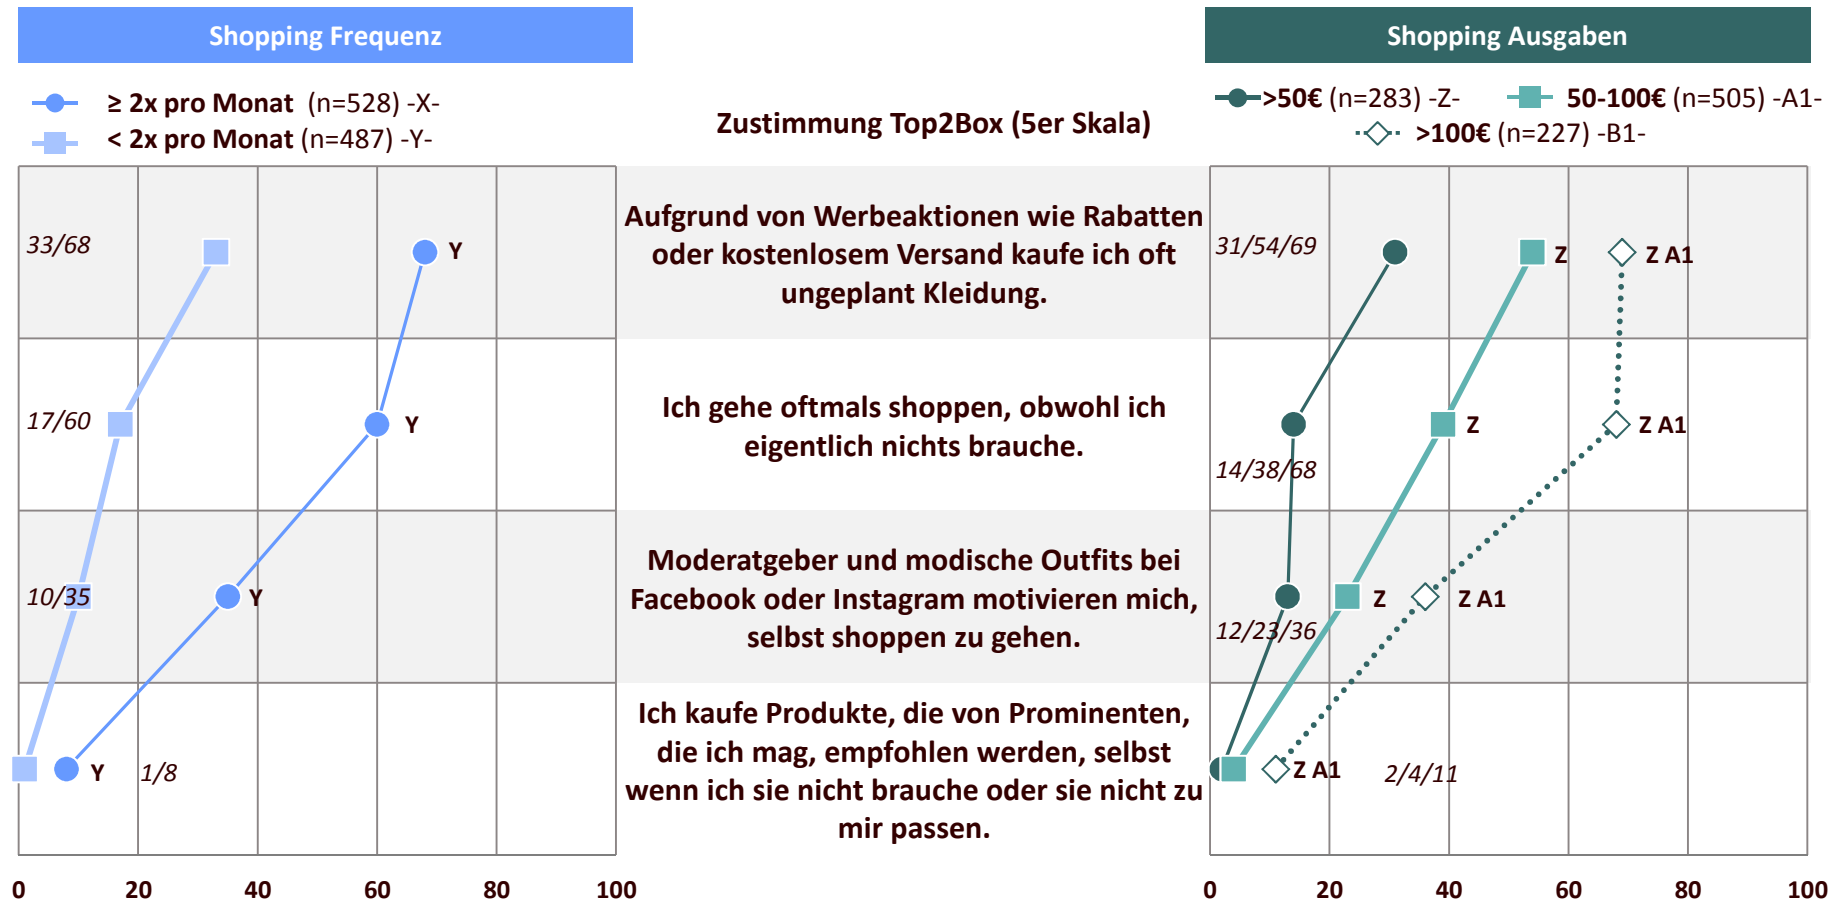 Shopping Frequenz
≥ 2x pro Monat (n=528) -X-
< 2x pro Monat (n=487) -Y-
Zustimmung Top2Box (5er Skala)
Shopping Ausgaben
>50€ (n=283) -Z-
50-100€ (n=505) -A1-
>100€ (n=227) -B1-
33/68
Y
Aufgrund von Werbeaktionen wie Rabatten
oder kostenlosem Versand kaufe ich oft
ungeplant Kleidung.
31/54/69
Z
Z A1
17/60
Y
Ich gehe oftmals shoppen, obwohl ich
eigentlich nichts brauche.
14/38/68
Z
Z A1
10/35
Y
Moderatgeber und modische Outfits bei
Facebook oder Instagram motivieren mich,
selbst shoppen zu gehen.
12/23/36
Z
Z A1
Y
1/8
Ich kaufe Produkte, die von Prominenten,
die ich mag, empfohlen werden, selbst
wenn ich sie nicht brauche oder sie nicht zu
mir passen.
Z A1
2/4/11
0 20 40 60 80 100
0 20 40 60 80 100